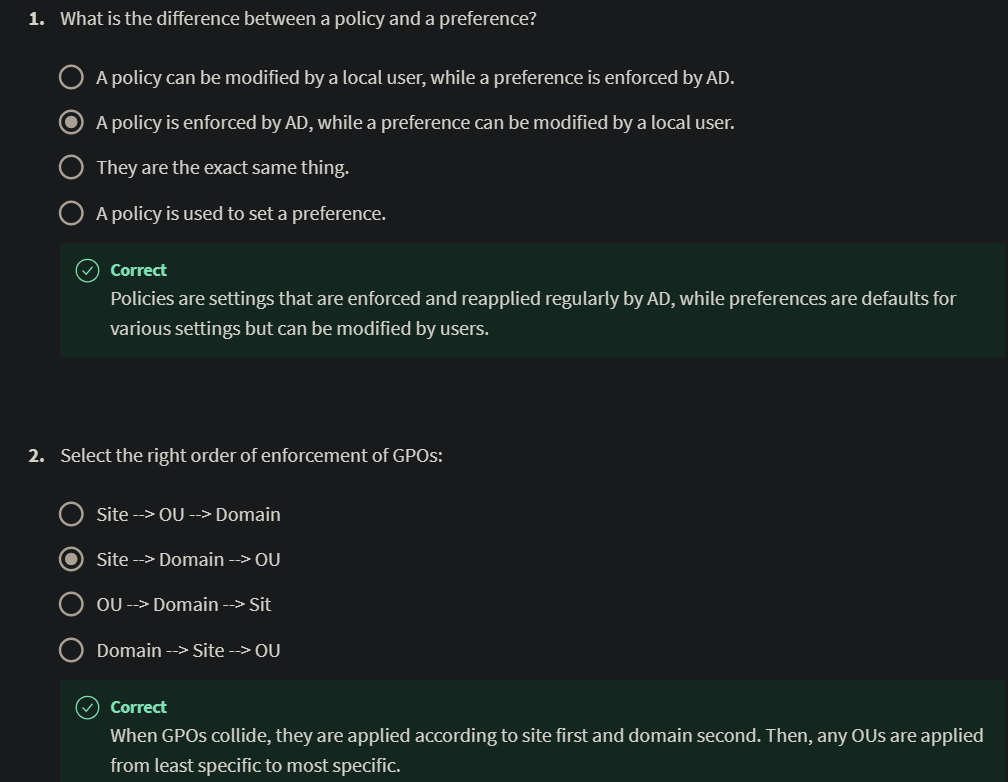 1. What is the difference between a policy and a preference?
A policy can be modified by a local user, while a preference is enforced by AD.
A policy is enforced by AD, while a preference can be modified by a local user.
They are the exact same thing.
A policy is used to set a preference.
Correct
Policies are settings that are enforced and reapplied regularly by AD, while preferences are defaults for
various settings but can be modified by users.
2. Select the right order of enforcement of GPOs:
Site --> OU --> Domain
Site --> Domain --> OU
OU --> Domain --> Sit
Domain --> Site --> OU
Correct
When GPOs collide, they are applied according to site first and domain second. Then, any OUs are applied
from least specific to most specific.